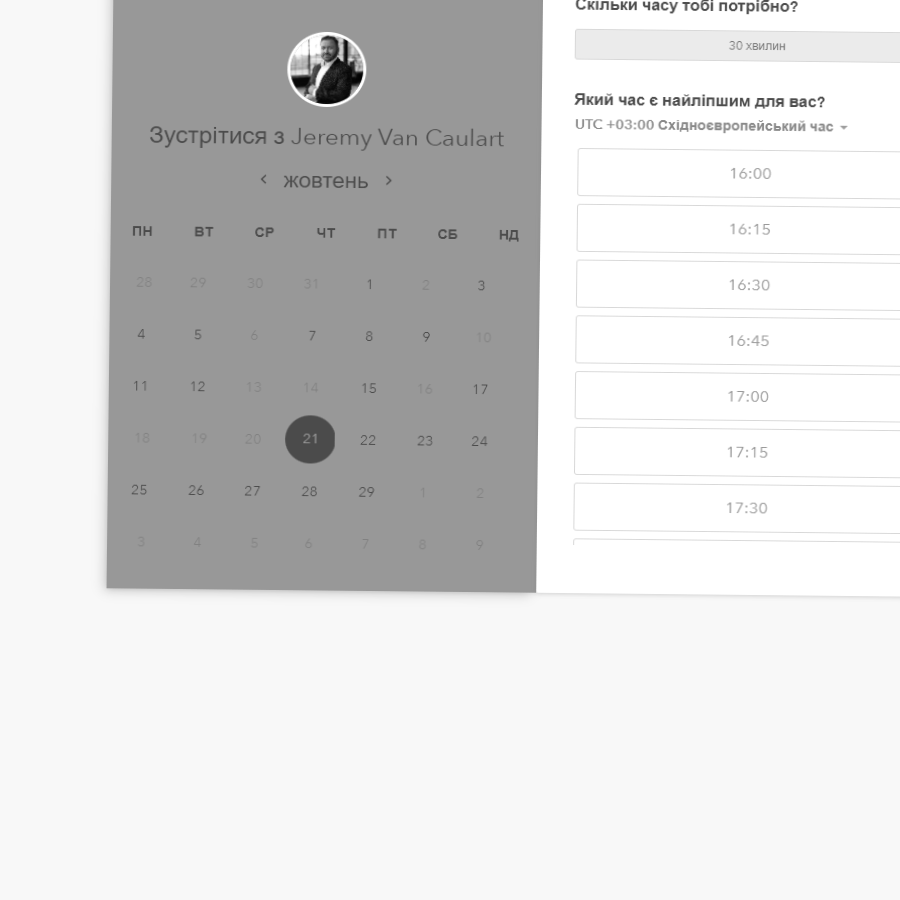 Зустрітися з Jeremy Van Caulart
жовтень
ПН ВТ СР ЧТ ПТ СБ НД
28 29 30 31 1 2 3
4 5 6 7 8 9 10
11 12 13 14 15 16 17
18 19 20 21 22 23 24
25 26 27 28 29 1 2
3 4 5 6 7 8 9
Скільки часу тобі потрібно?
30 хвилин
Який час є найліпшим для вас?
UTC +03:00 Східноєвропейський час
16:00
16:15
16:30
16:45
17:00
17:15
17:30